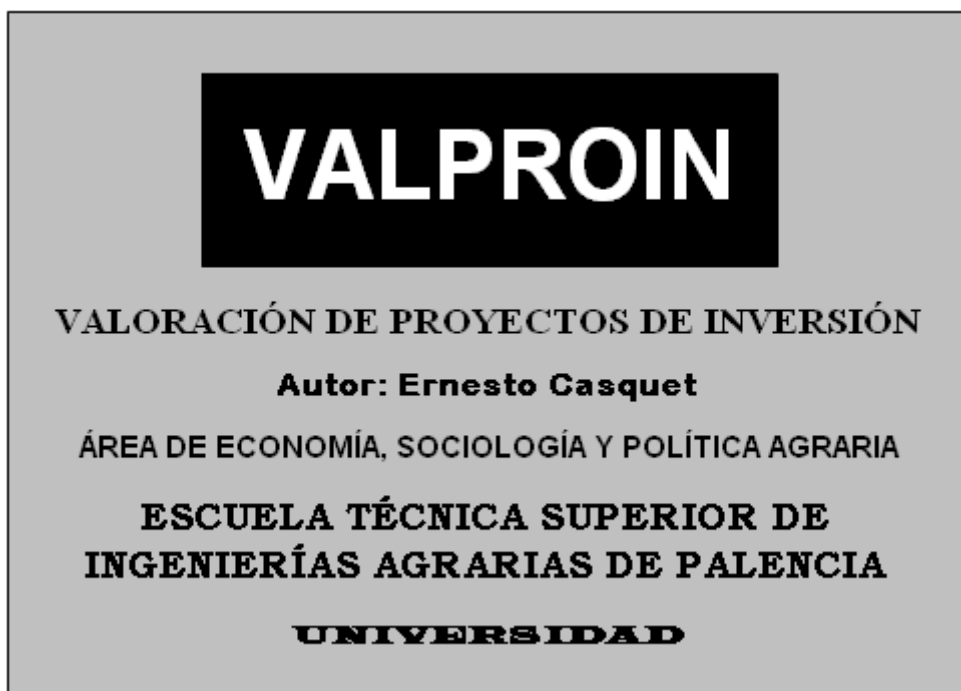 VALPROIN
VALORACIÓN DE PROYECTOS DE INVERSIÓN
Autor: Ernesto Casquet
ÁREA DE ECONOMÍA, SOCIOLOGÍA Y POLÍTICA AGRARIA
ESCUELA TÉCNICA SUPERIOR DE
INGENIERÍAS AGRARIAS DE PALENCIA
UNIVERSIDAD